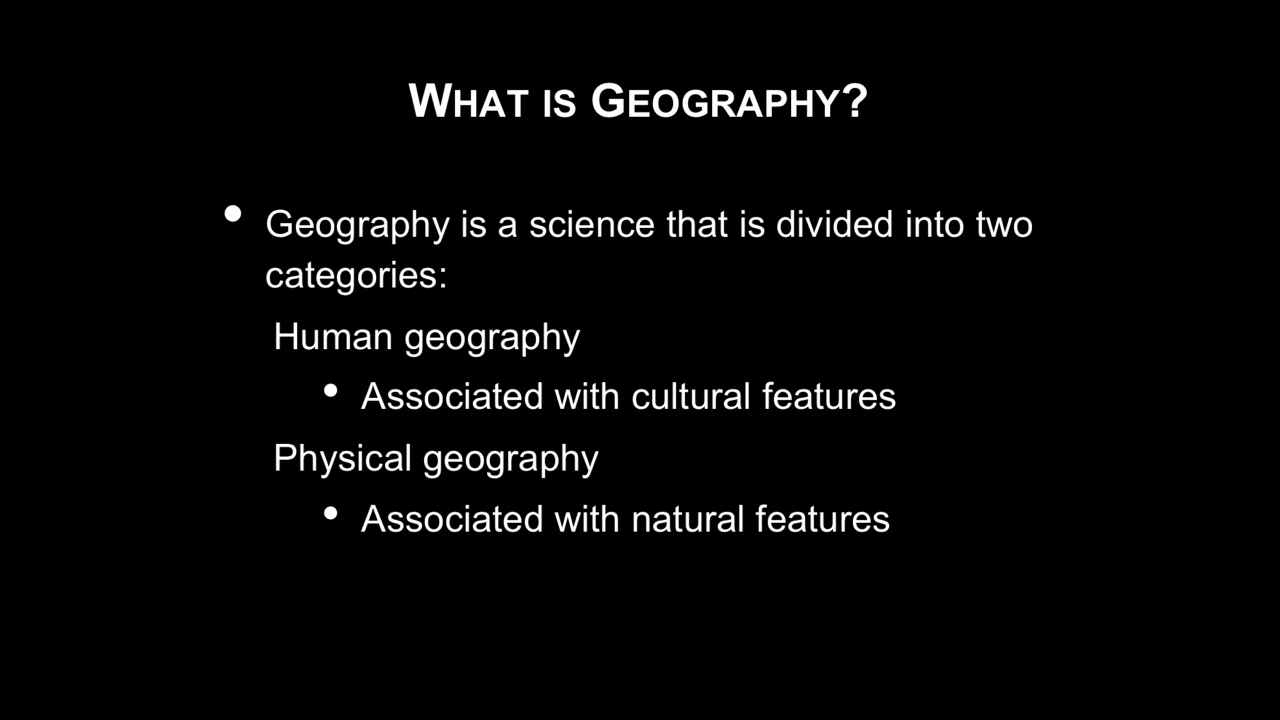 WHAT IS GEOGRAPHY?
• Geography is a science that is divided into two
categories:
Human geography
• Associated with cultural features
Physical geography
• Associated with natural features